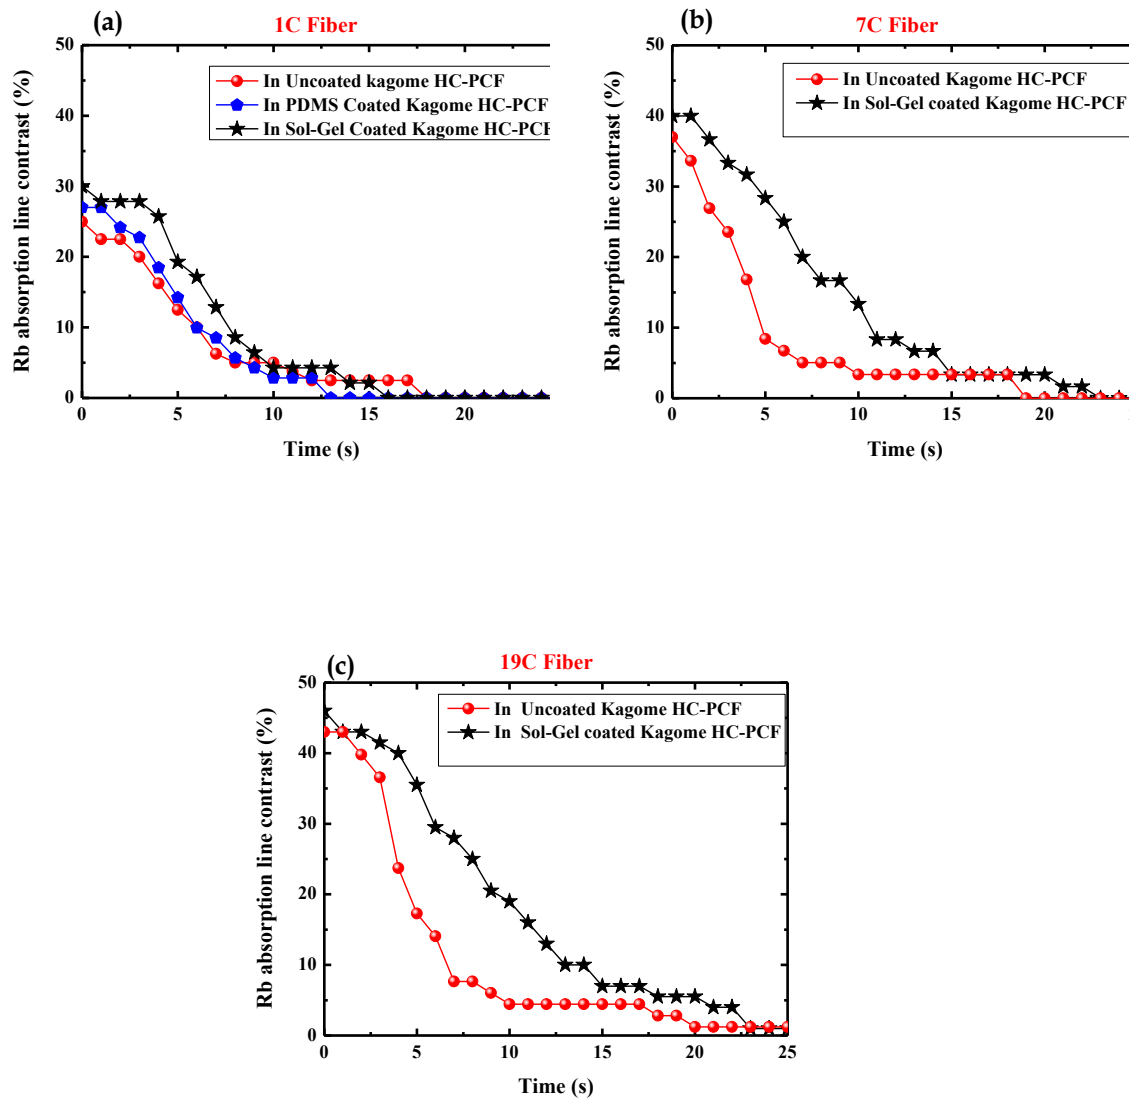 (a)
1C Fiber
50
40
30
20
10
0
Rb absorption line contrast (%)
In Uncoated kagome HC-PCF
In PDMS Coated Kagome HC-PCF
In Sol-Gel Coated Kagome HC-PCF
0 5 10 15 20
Time (s)
(b)
7C Fiber
50
40
30
20
10
0
Rb absorption line contrast (%)
In Uncoated Kagome HC-PCF
In Sol-Gel coated Kagome HC-PCF
0 5 10 15 20
Time (s)
(c)
19C Fiber
50
40
30
20
10
0
Rb absorption line contrast (%)
In Uncoated Kagome HC-PCF
In Sol-Gel coated Kagome HC-PCF
0 5 10 15 20 25
Time (s)